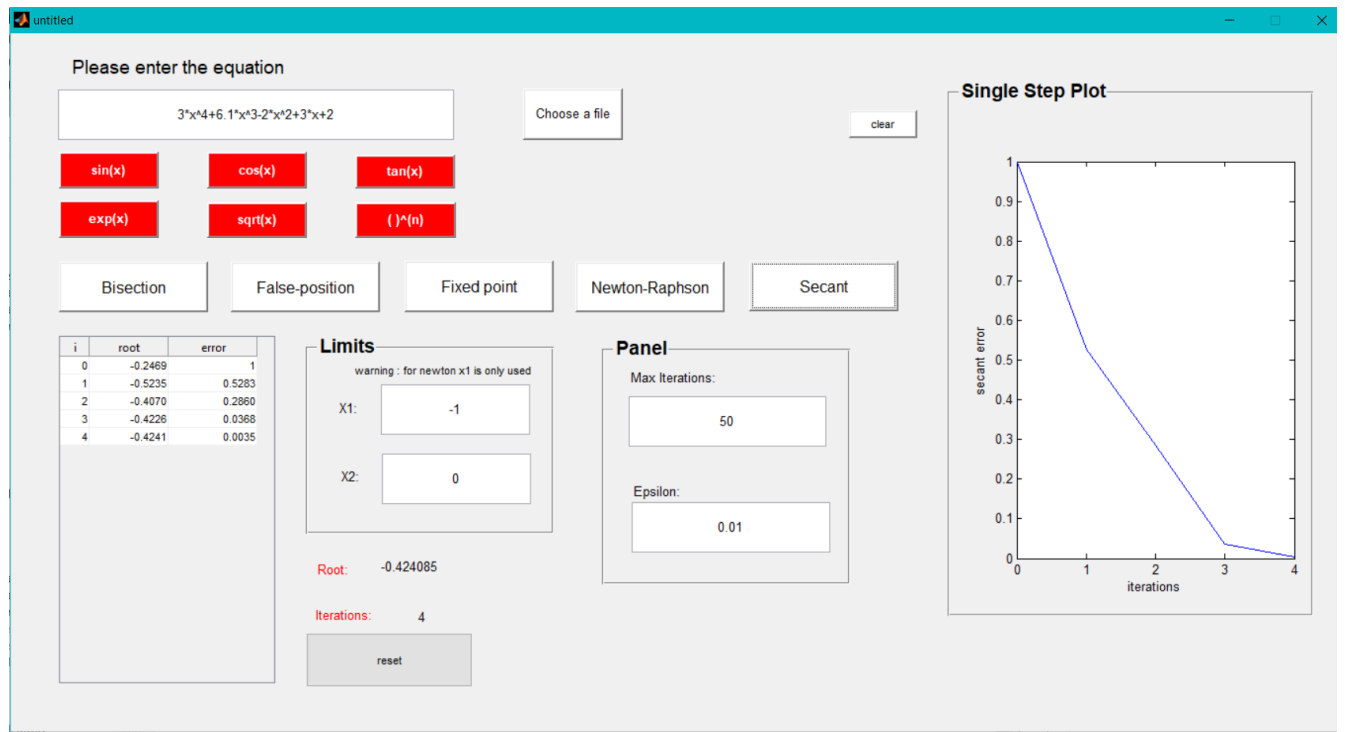 untitled
Please enter the equation
3*x^4+6.1*x^3-2*x^2+3*x+2
Choose a file
clear
sin(x) cos(x) tan(x)
exp(x) sqrt(x) ( )^(n)
Bisection False-position Fixed point Newton-Raphson Secant
i root error
0 -0.2469 1
1 -0.5235 0.5283
2 -0.4070 0.2860
3 -0.4226 0.0368
4 -0.4241 0.0035
Limits
warning : for newton x1 is only used
X1: -1
X2: 0
Root: -0.424085
Iterations: 4
reset
Panel
Max Iterations:
50
Epsilon:
0.01
Single Step Plot
1
0.9
0.8
0.7
0.6
0.5
0.4
0.3
0.2
0.1
0
secant error
0 1 2 3 4
iterations